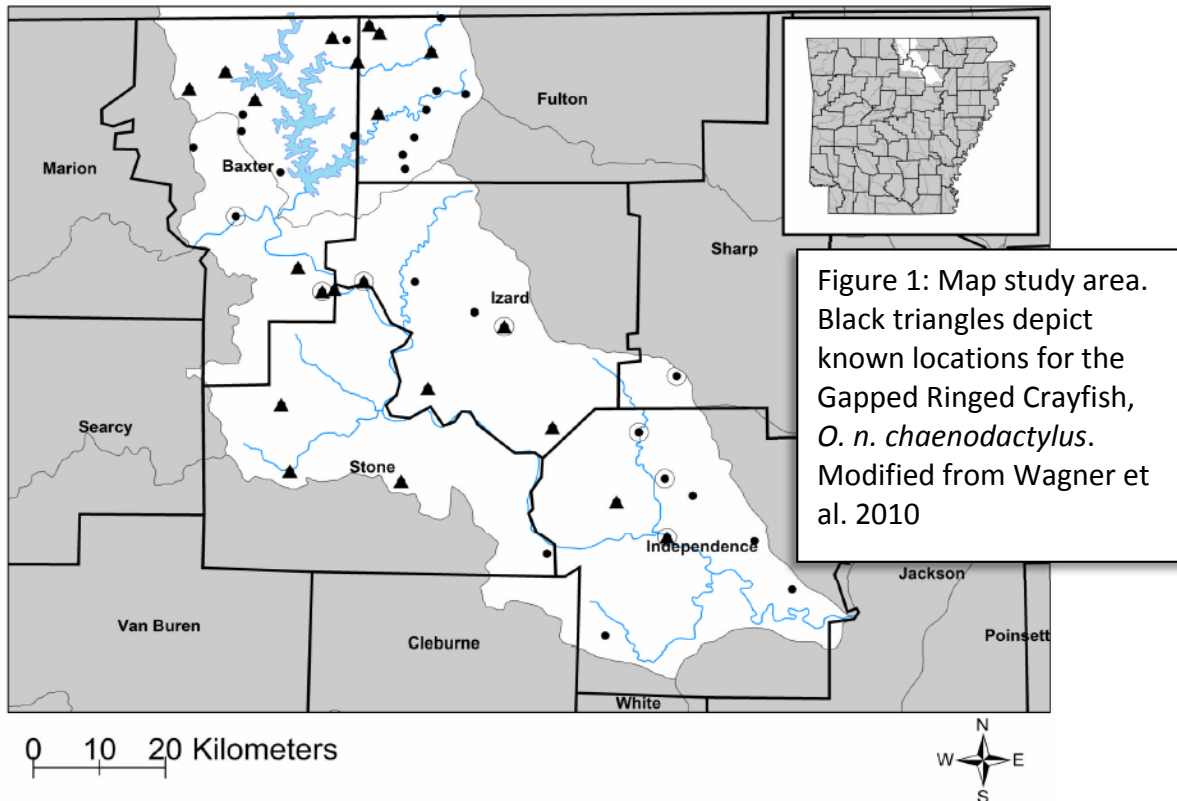 Fulton
Marion
Baxter
Sharp
Izard
Searcy
Stone
Independence
Jackson
Van Buren
Cleburne
Poinsett
White
Figure 1: Map study area.
Black triangles depict
known locations for the
Gapped Ringed Crayfish,
O. n. chaenodactylus.
Modified from Wagner et
al. 2010
0 10 20 Kilometers
N
W E
S